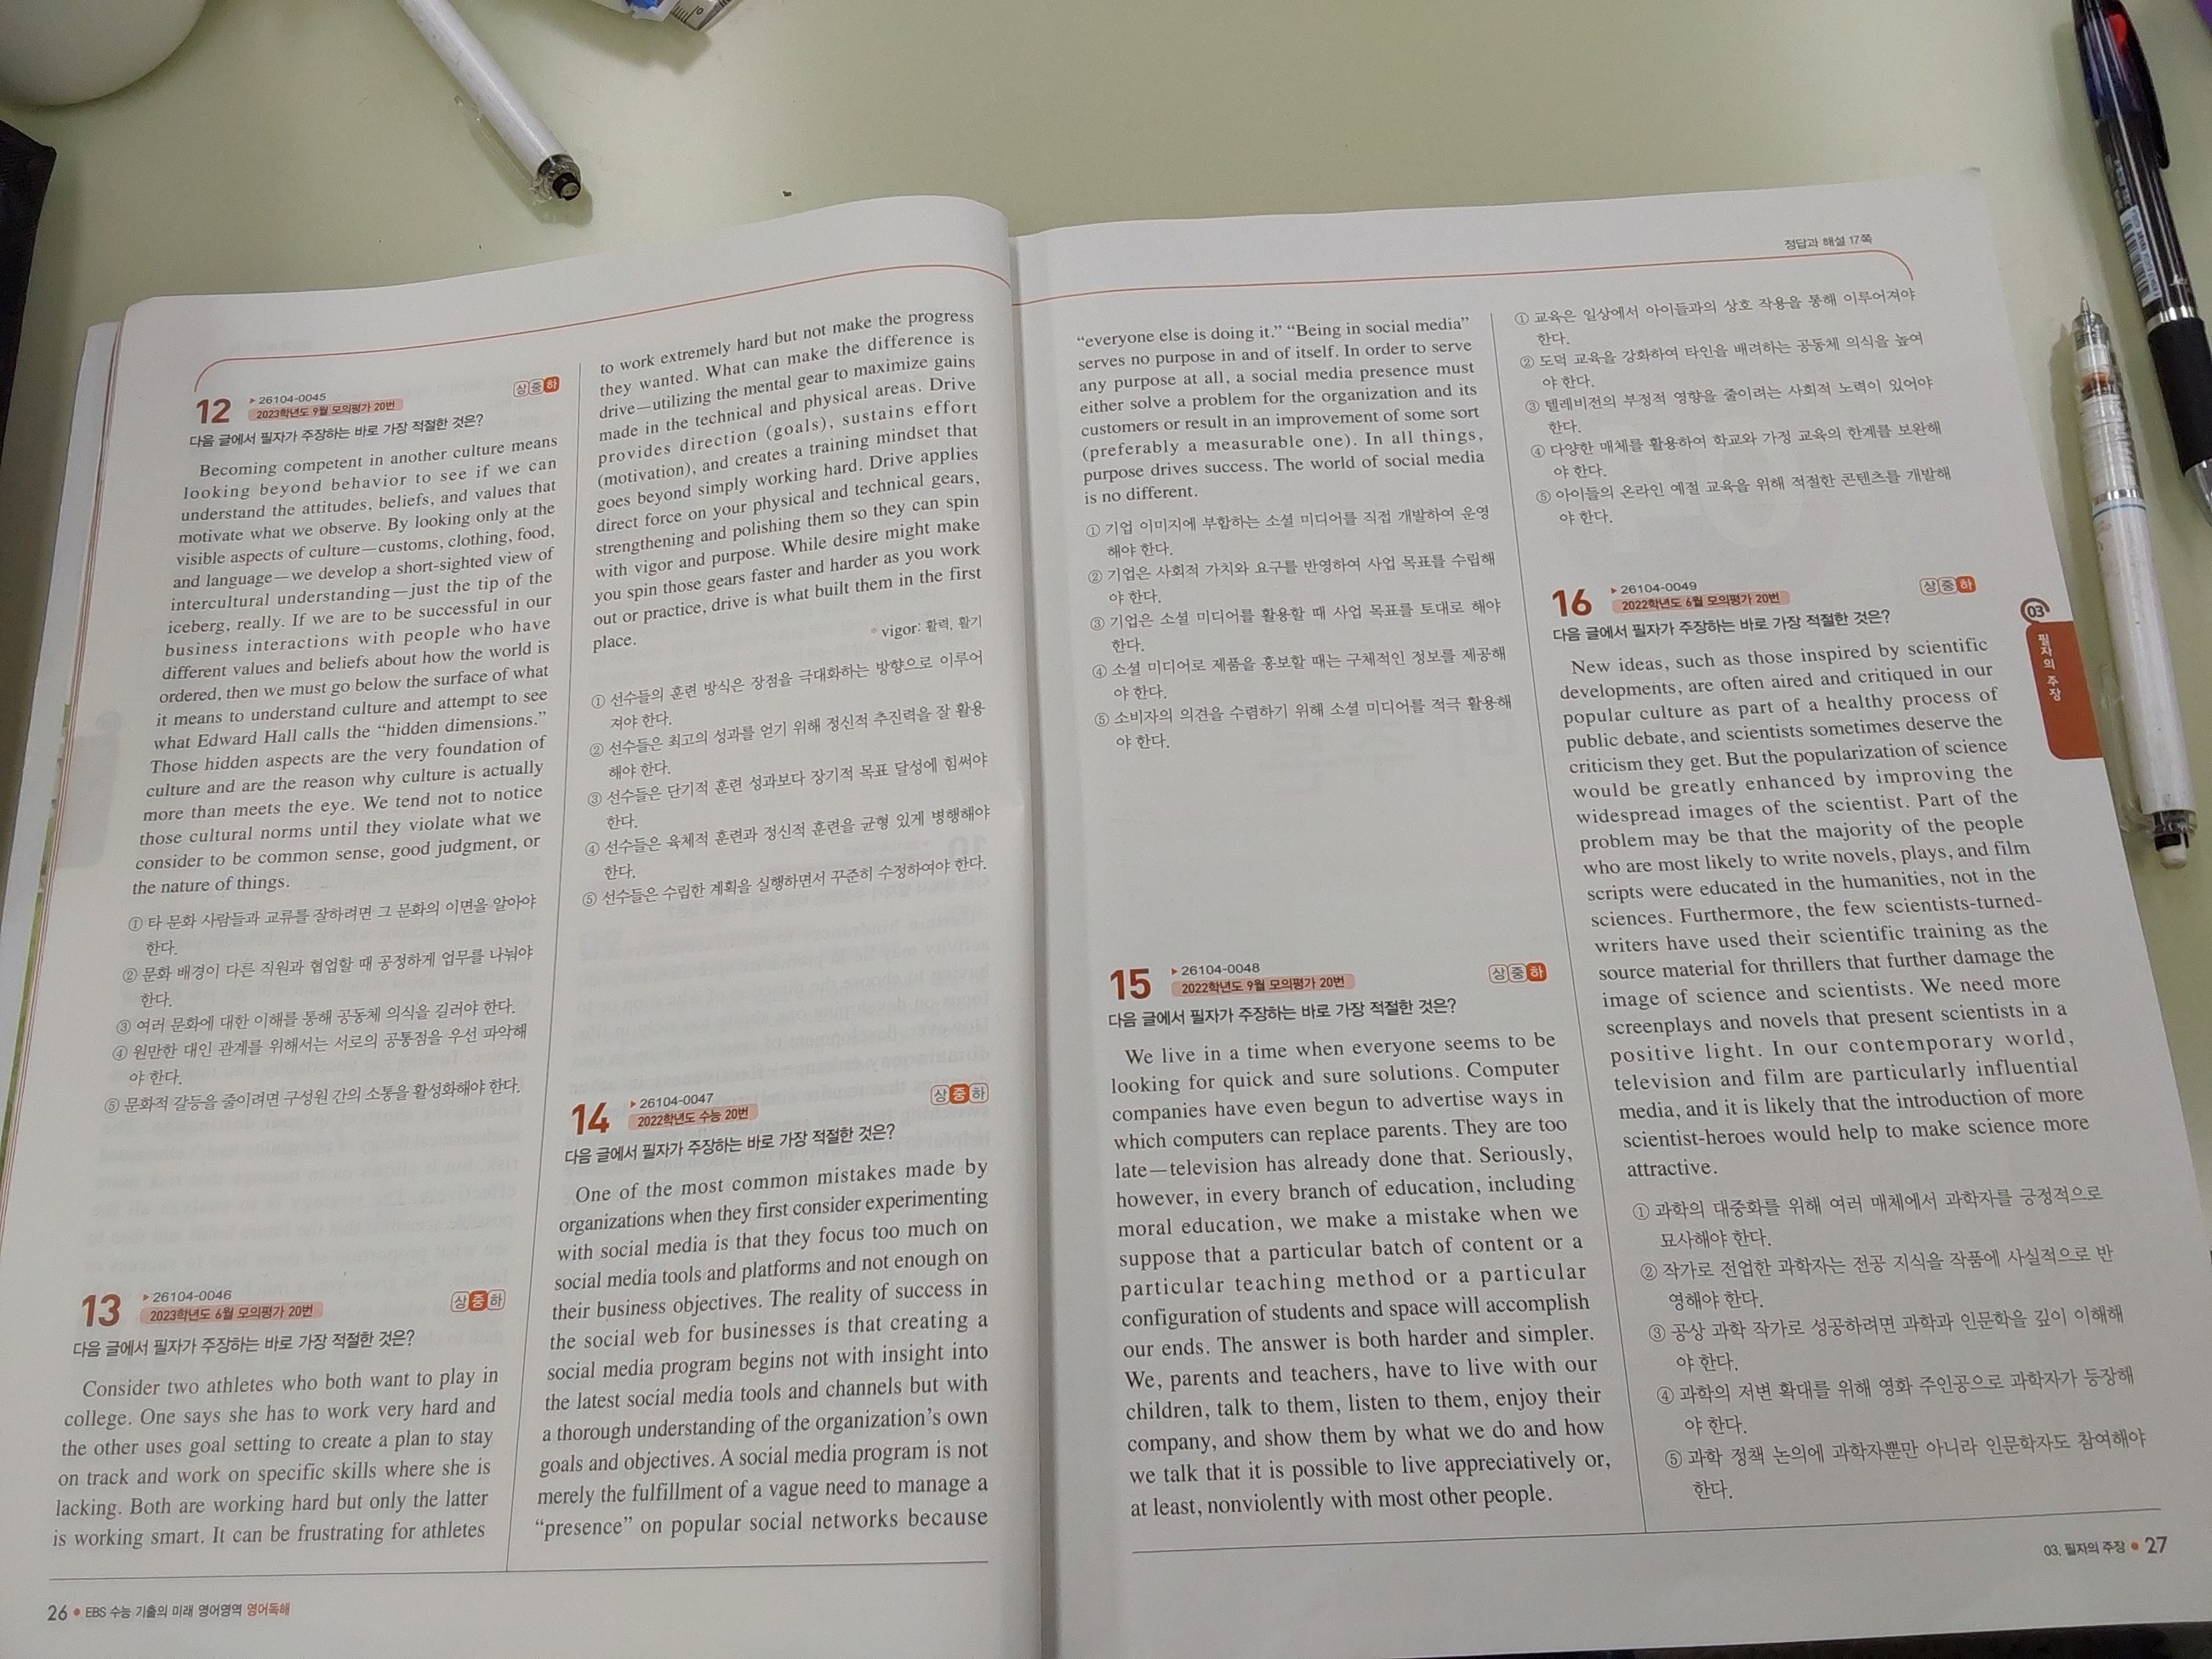 12
▶ 26104-0045
2023학년도 9월 모의평가 20번
상 중 하
다음 글에서 필자가 주장하는 바로 가장 적절한 것은?
Becoming competent in another culture means
looking beyond behavior to see if we can
understand the attitudes, beliefs, and values that
motivate what we observe. By looking only at the
visible aspects of culture—customs, clothing, food,
and language—we develop a short-sighted view of
intercultural understanding—just the tip of the
iceberg, really. If we are to be successful in our
business interactions with people who have
different values and beliefs about how the world is
ordered, then we must go below the surface of what
it means to understand culture and attempt to see
what Edward Hall calls the “hidden dimensions.”
Those hidden aspects are the very foundation of
culture and are the reason why culture is actually
more than meets the eye. We tend not to notice
those cultural norms until they violate what we
consider to be common sense, good judgment, or
the nature of things.
① 타 문화 사람들과 교류를 잘하려면 그 문화의 이면을 알아야
한다.
② 문화 배경이 다른 직원과 협업할 때 공정하게 업무를 나눠야
한다.
③ 여러 문화에 대한 이해를 통해 공동체 의식을 길러야 한다.
④ 원만한 대인 관계를 위해서는 서로의 공통점을 우선 파악해
야 한다.
⑤ 문화적 갈등을 줄이려면 구성원 간의 소통을 활성화해야 한다.
13
▶ 26104-0046
2023학년도 6월 모의평가 20번
상 중 하
다음 글에서 필자가 주장하는 바로 가장 적절한 것은?
Consider two athletes who both want to play in
college. One says she has to work very hard and
the other uses goal setting to create a plan to stay
on track and work on specific skills where she is
lacking. Both are working hard but only the latter
is working smart. It can be frustrating for athletes
to work extremely hard but not make the progress
they wanted. What can make the difference is
drive—utilizing the mental gear to maximize gains
made in the technical and physical areas. Drive
provides direction (goals), sustains effort
(motivation), and creates a training mindset that
goes beyond simply working hard. Drive applies
direct force on your physical and technical gears,
strengthening and polishing them so they can spin
with vigor and purpose. While desire might make
you spin those gears faster and harder as you work
out or practice, drive is what built them in the first
place.
* vigor: 활력, 활기
① 선수들의 훈련 방식은 장점을 극대화하는 방향으로 이루어
져야 한다.
② 선수들은 최고의 성과를 얻기 위해 정신적 추진력을 잘 활용
해야 한다.
③ 선수들은 단기적 훈련 성과보다 장기적 목표 달성에 힘써야
한다.
④ 선수들은 육체적 훈련과 정신적 훈련을 균형 있게 병행해야
한다.
⑤ 선수들은 수립한 계획을 실행하면서 꾸준히 수정하여야 한다.
14
▶ 26104-0047
2022학년도 수능 20번
상 중 하
다음 글에서 필자가 주장하는 바로 가장 적절한 것은?
One of the most common mistakes made by
organizations when they first consider experimenting
with social media is that they focus too much on
social media tools and platforms and not enough on
their business objectives. The reality of success in
the social web for businesses is that creating a
social media program begins not with insight into
the latest social media tools and channels but with
a thorough understanding of the organization’s own
goals and objectives. A social media program is not
merely the fulfillment of a vague need to manage a
“presence” on popular social networks because
26 • EBS 수능 기출의 미래 영어영역 영어독해
정답과 해설 17쪽
“everyone else is doing it.” “Being in social media”
serves no purpose in and of itself. In order to serve
any purpose at all, a social media presence must
either solve a problem for the organization and its
customers or result in an improvement of some sort
(preferably a measurable one). In all things,
purpose drives success. The world of social media
is no different.
① 기업 이미지에 부합하는 소셜 미디어를 직접 개발하여 운영
해야 한다.
② 기업은 사회적 가치와 요구를 반영하여 사업 목표를 수립해
야 한다.
③ 기업은 소셜 미디어를 활용할 때 사업 목표를 토대로 해야
한다.
④ 소셜 미디어로 제품을 홍보할 때는 구체적인 정보를 제공해
야 한다.
⑤ 소비자의 의견을 수렴하기 위해 소셜 미디어를 적극 활용해
야 한다.
15
▶ 26104-0048
2022학년도 9월 모의평가 20번
상 중 하
다음 글에서 필자가 주장하는 바로 가장 적절한 것은?
We live in a time when everyone seems to be
looking for quick and sure solutions. Computer
companies have even begun to advertise ways in
which computers can replace parents. They are too
late—television has already done that. Seriously,
however, in every branch of education, including
moral education, we make a mistake when we
suppose that a particular batch of content or a
particular teaching method or a particular
configuration of students and space will accomplish
our ends. The answer is both harder and simpler.
We, parents and teachers, have to live with our
children, talk to them, listen to them, enjoy their
company, and show them by what we do and how
we talk that it is possible to live appreciatively or,
at least, nonviolently with most other people.
① 교육은 일상에서 아이들과의 상호 작용을 통해 이루어져야
한다.
② 도덕 교육을 강화하여 타인을 배려하는 공동체 의식을 높여
야 한다.
③ 텔레비전의 부정적 영향을 줄이려는 사회적 노력이 있어야
한다.
④ 다양한 매체를 활용하여 학교와 가정 교육의 한계를 보완해
야 한다.
⑤ 아이들의 온라인 예절 교육을 위해 적절한 콘텐츠를 개발해
야 한다.
16
▶ 26104-0049
2022학년도 6월 모의평가 20번
상 중 하
다음 글에서 필자가 주장하는 바로 가장 적절한 것은?
New ideas, such as those inspired by scientific
developments, are often aired and critiqued in our
popular culture as part of a healthy process of
public debate, and scientists sometimes deserve the
criticism they get. But the popularization of science
would be greatly enhanced by improving the
widespread images of the scientist. Part of the
problem may be that the majority of the people
who are most likely to write novels, plays, and film
scripts were educated in the humanities, not in the
sciences. Furthermore, the few scientists-turned-
writers have used their scientific training as the
source material for thrillers that further damage the
image of science and scientists. We need more
screenplays and novels that present scientists in a
positive light. In our contemporary world,
television and film are particularly influential
media, and it is likely that the introduction of more
scientist-heroes would help to make science more
attractive.
① 과학의 대중화를 위해 여러 매체에서 과학자를 긍정적으로
묘사해야 한다.
② 작가로 전업한 과학자는 전공 지식을 작품에 사실적으로 반
영해야 한다.
③ 공상 과학 작가로 성공하려면 과학과 인문학을 깊이 이해해
야 한다.
④ 과학의 저변 확대를 위해 영화 주인공으로 과학자가 등장해
야 한다.
⑤ 과학 정책 논의에 과학자뿐만 아니라 인문학자도 참여해야
한다.
03
필자의 주장
03. 필자의 주장 • 27